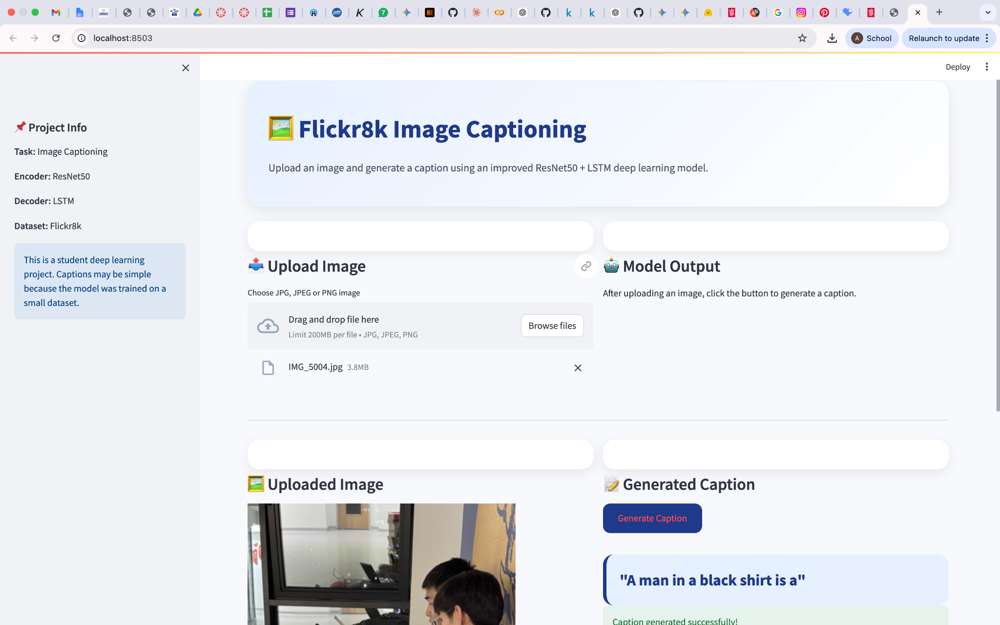 UMSRS
pdd
K
7
k
k
G
localhost:8503
A
School
Relaunch to update
Deploy
📌 Project Info
Task: Image Captioning
Encoder: ResNet50
Decoder: LSTM
Dataset: Flickr8k
This is a student deep learning
project. Captions may be simple
because the model was trained on a
small dataset.
🖼️ Flickr8k Image Captioning
Upload an image and generate a caption using an improved ResNet50 + LSTM deep learning model.
📤 Upload Image
Choose JPG, JPEG or PNG image
Drag and drop file here
Limit 200MB per file • JPG, JPEG, PNG
Browse files
IMG_5004.jpg 3.8MB
🤖 Model Output
After uploading an image, click the button to generate a caption.
🖼️ Uploaded Image
📝 Generated Caption
Generate Caption
"A man in a black shirt is a"
Caption generated successfully!